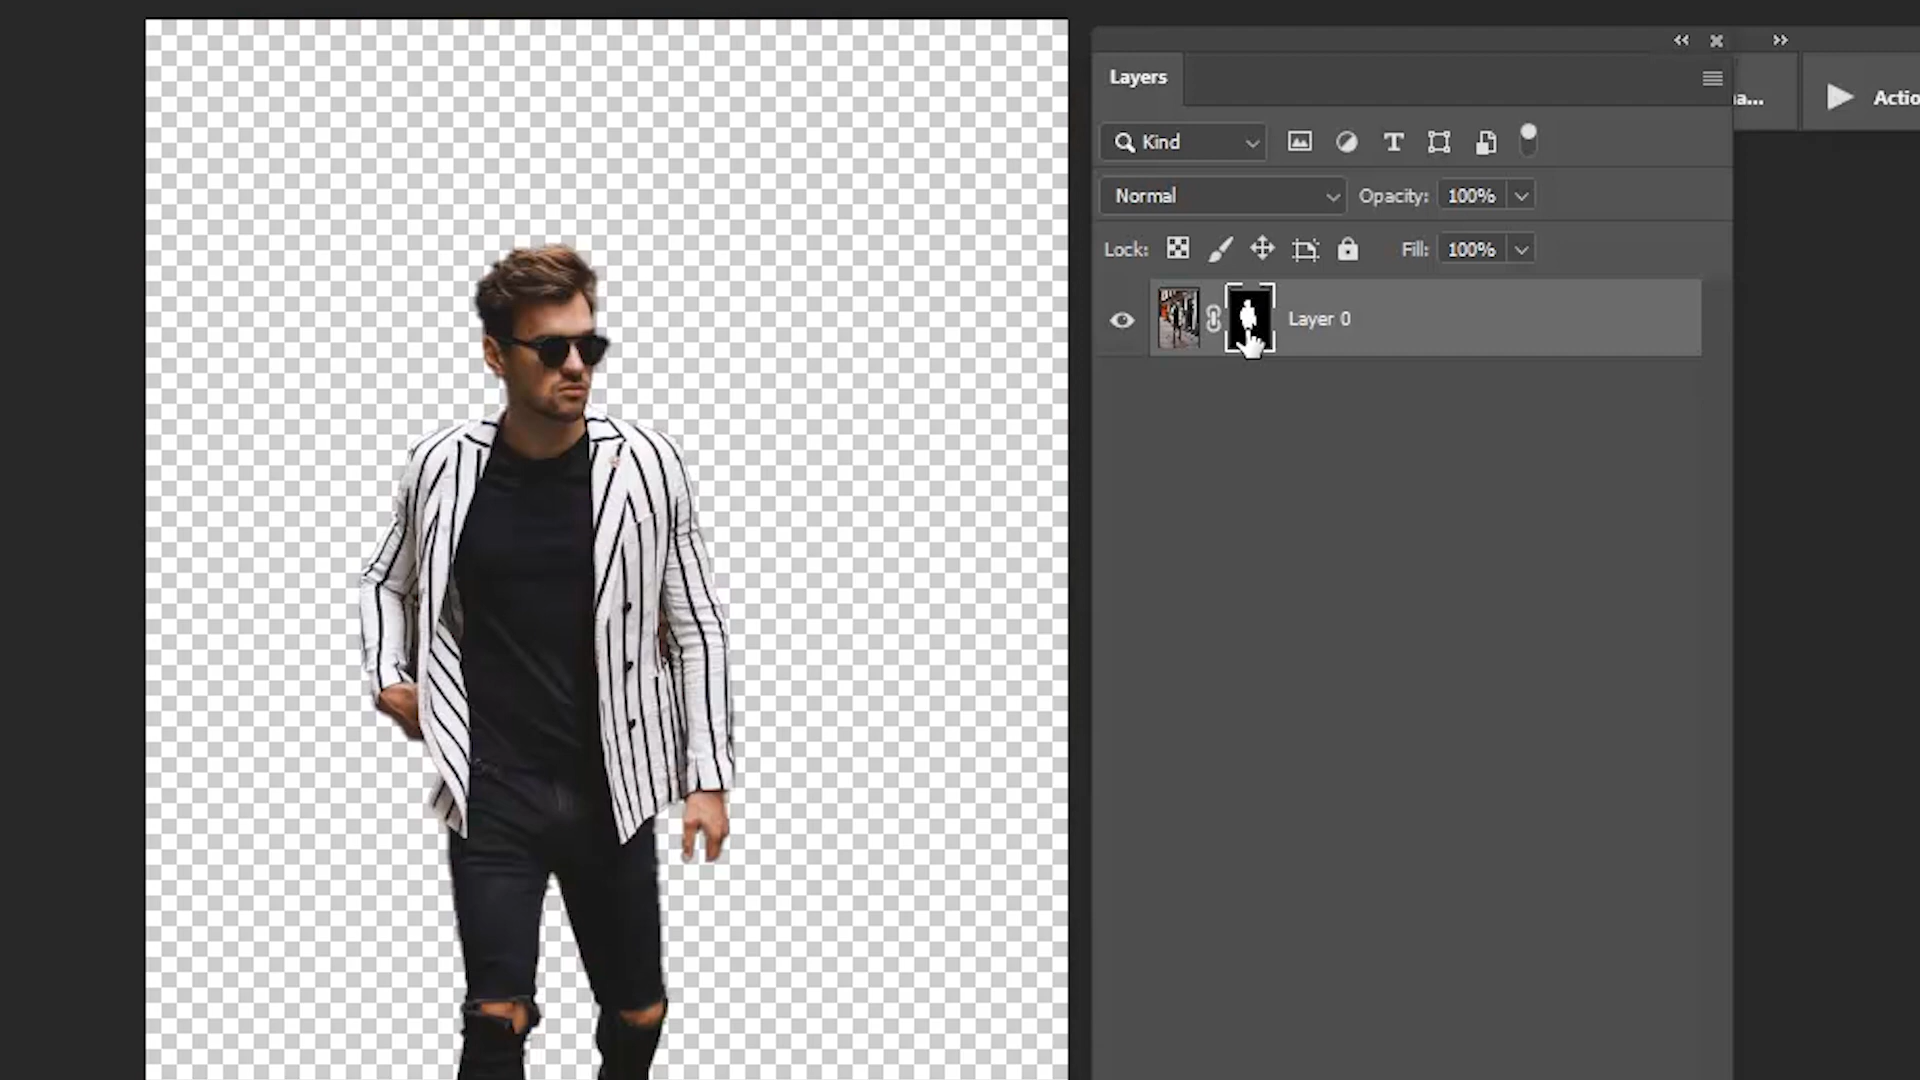 Layers
a...
Actio
Kind
Normal
Opacity: 100%
Lock:
Fill: 100%
Layer 0